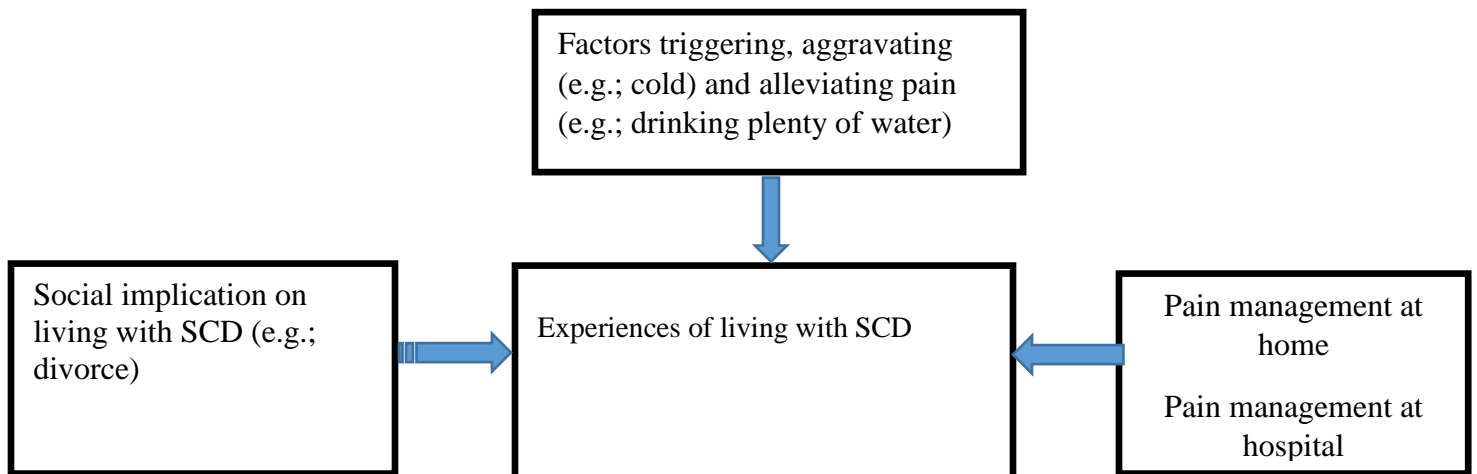 Factors triggering, aggravating
(e.g.; cold) and alleviating pain
(e.g.; drinking plenty of water)
Social implication on
living with SCD (e.g.;
divorce)
Experiences of living with SCD
Pain management at
home
Pain management at
hospital